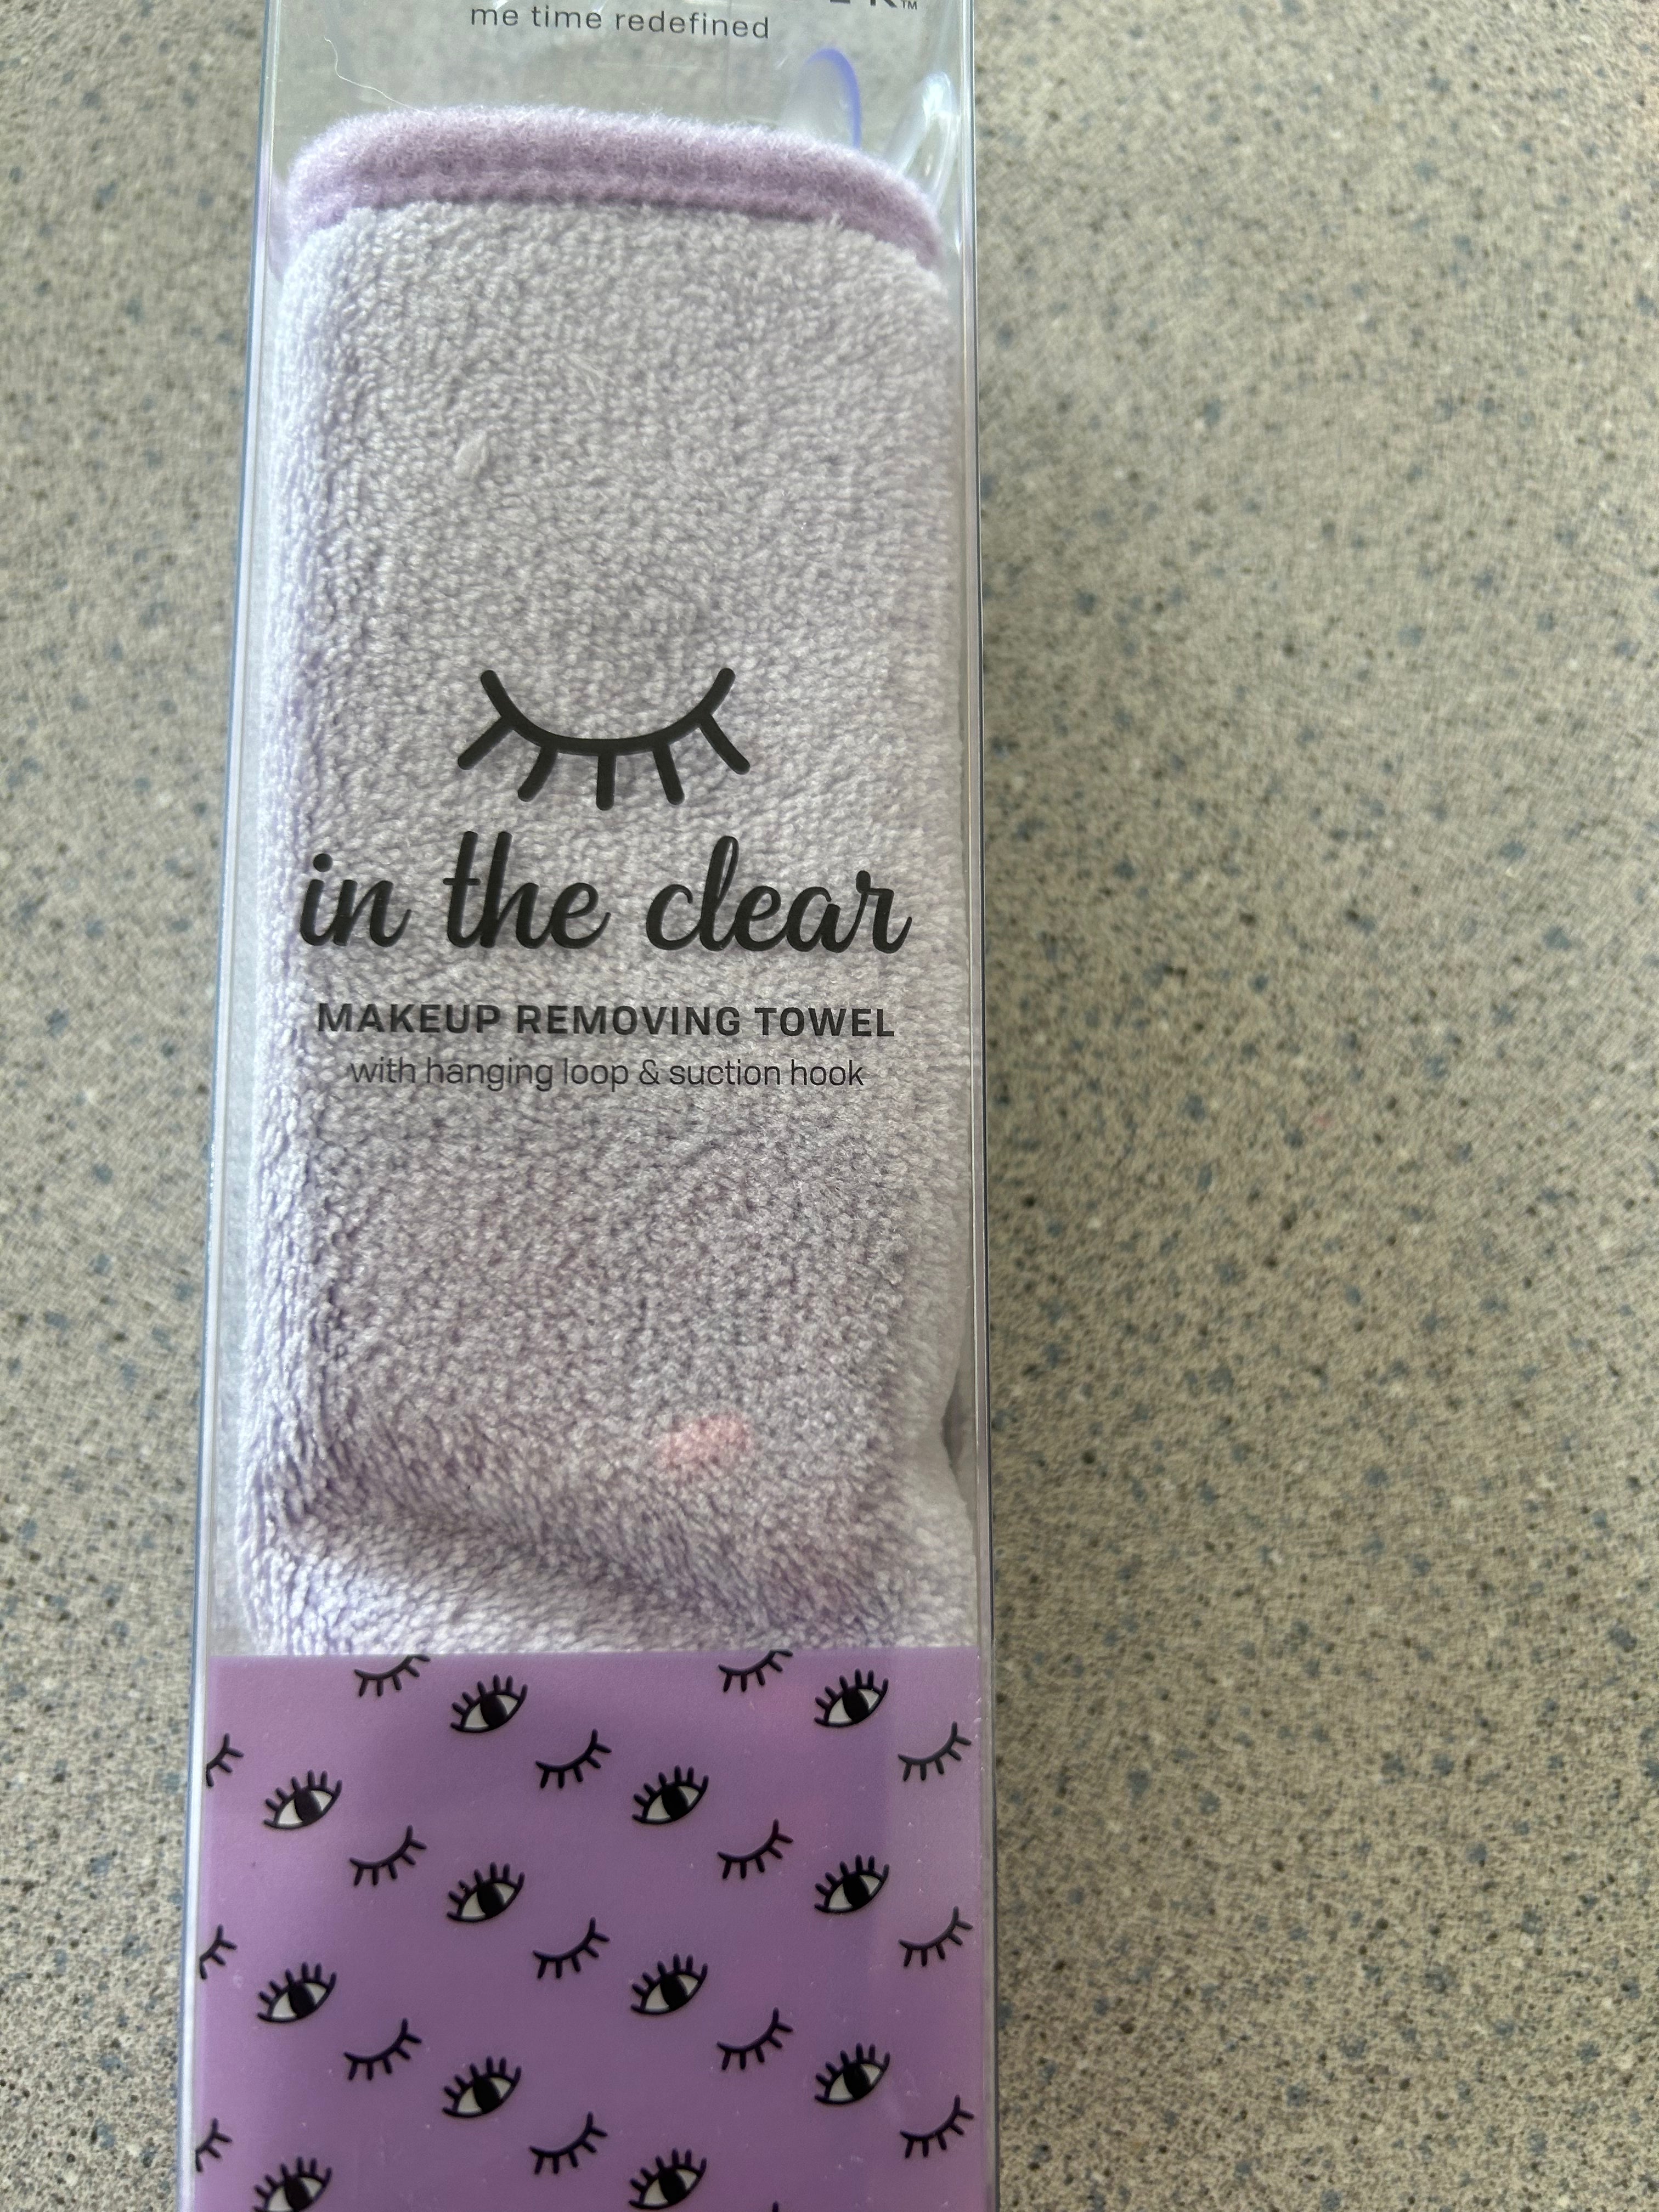 me time redefined
in the clear
MAKEUP REMOVING TOWEL
with hanging loop & suction hook